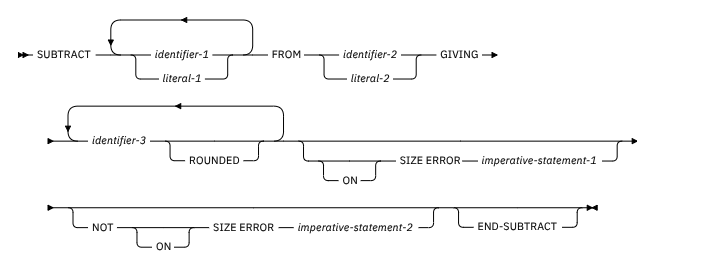 SUBTRACT identifier-1 FROM identifier-2 GIVING
literal-1 literal-2
identifier-3
ROUNDED SIZE ERROR imperative-statement-1
ON
NOT SIZE ERROR imperative-statement-2 END-SUBTRACT
ON